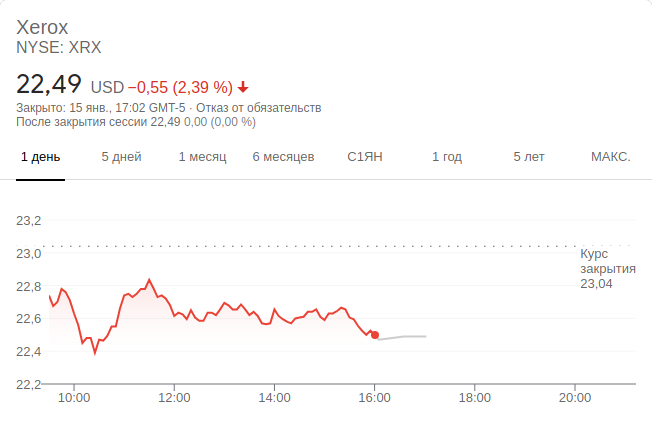 Xerox
NYSE: XRX
22,49 USD −0,55 (2,39 %)
Закрыто: 15 янв., 17:02 GMT-5 · Отказ от обязательств
После закрытия сессии 22,49 0,00 (0,00 %)
1 день 5 дней 1 месяц 6 месяцев С1ЯН 1 год 5 лет МАКС.
23,2
23,0
Курс
закрытия
23,04
22,8
22,6
22,4
22,2
10:00 12:00 14:00 16:00 18:00 20:00